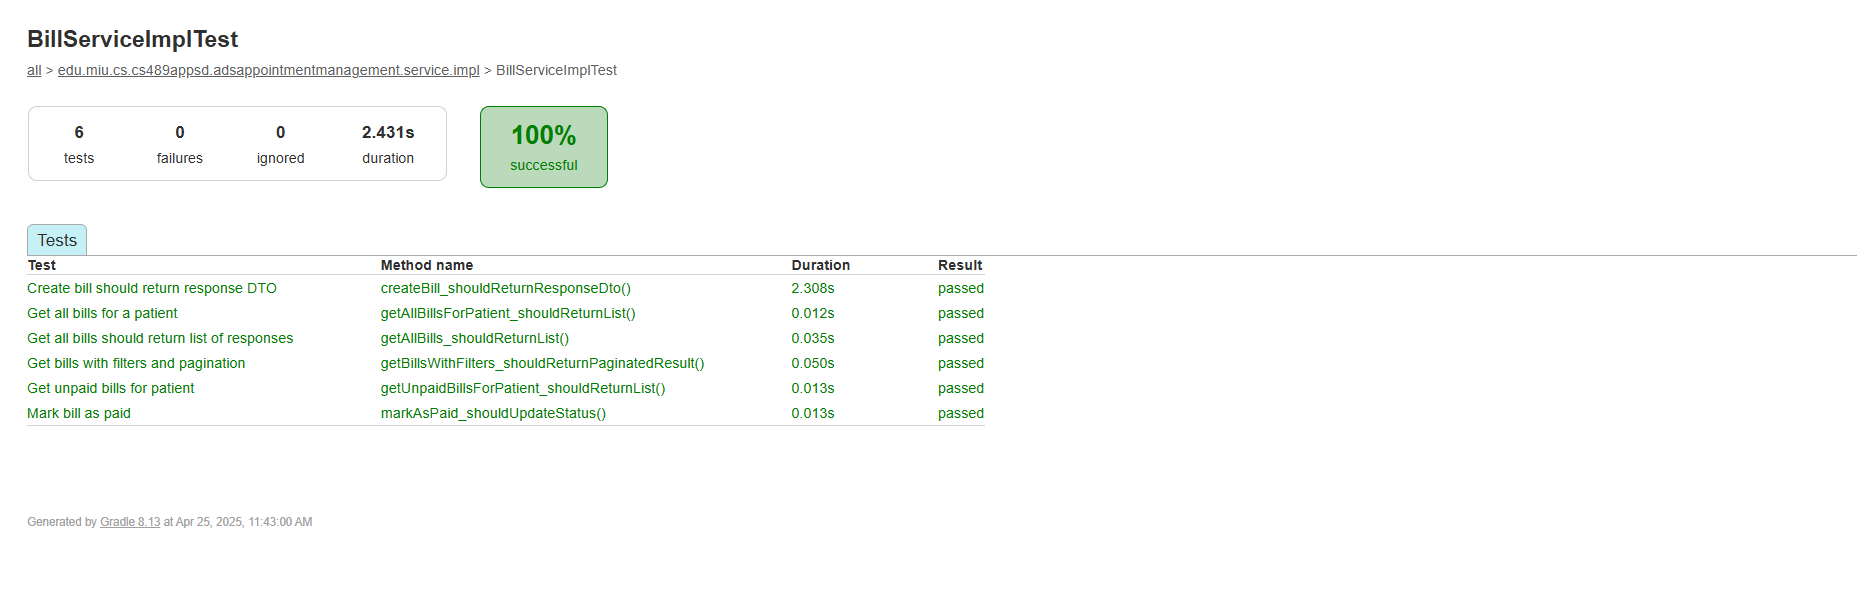 BillServiceImplTest
all > edu.miu.cs.cs489appsd.adsappointmentmanagement.service.impl > BillServiceImplTest
6 0 0 2.431s
tests failures ignored duration
100%
successful
Tests
Test Method name Duration Result
Create bill should return response DTO createBill_shouldReturnResponseDto() 2.308s passed
Get all bills for a patient getAllBillsForPatient_shouldReturnList() 0.012s passed
Get all bills should return list of responses getAllBills_shouldReturnList() 0.035s passed
Get bills with filters and pagination getBillsWithFilters_shouldReturnPaginatedResult() 0.050s passed
Get unpaid bills for patient getUnpaidBillsForPatient_shouldReturnList() 0.013s passed
Mark bill as paid markAsPaid_shouldUpdateStatus() 0.013s passed
Generated by Gradle 8.13 at Apr 25, 2025, 11:43:00 AM